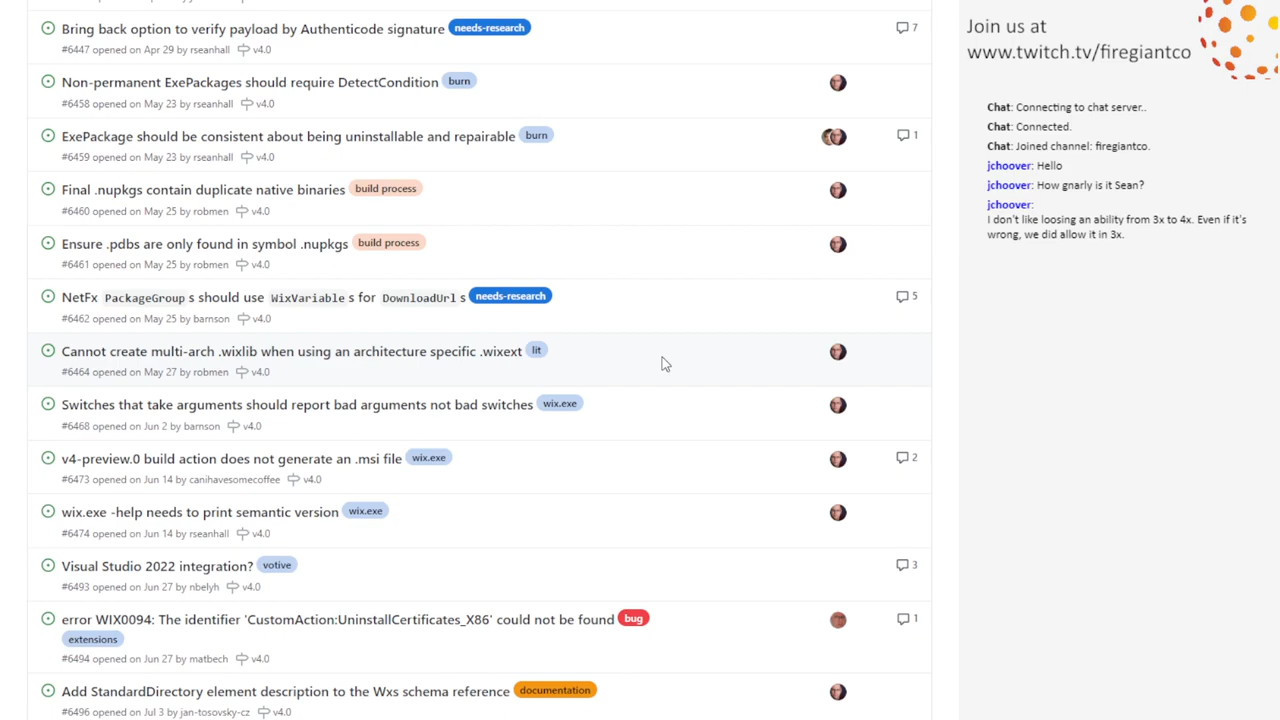 Bring back option to verify payload by Authenticode signature needs-research 7
#6447 opened on Apr 29 by rseanhall v4.0
Non-permanent ExePackages should require DetectCondition burn
#6458 opened on May 23 by rseanhall v4.0
ExePackage should be consistent about being uninstallable and repairable burn 1
#6459 opened on May 23 by rseanhall v4.0
Final .nupkgs contain duplicate native binaries build process
#6460 opened on May 25 by robmen v4.0
Ensure .pdbs are only found in symbol .nupkgs build process
#6461 opened on May 25 by robmen v4.0
NetFx PackageGroup s should use WixVariable s for DownloadUrl s needs-research 5
#6462 opened on May 25 by barnson v4.0
Cannot create multi-arch .wixlib when using an architecture specific .wixext lit
#6464 opened on May 27 by robmen v4.0
Switches that take arguments should report bad arguments not bad switches wix.exe
#6468 opened on Jun 2 by barnson v4.0
v4-preview.0 build action does not generate an .msi file wix.exe 2
#6473 opened on Jun 14 by canihavesomecoffee v4.0
wix.exe -help needs to print semantic version wix.exe
#6474 opened on Jun 14 by rseanhall v4.0
Visual Studio 2022 integration? votive 3
#6493 opened on Jun 27 by nbelyh v4.0
error WIX0094: The identifier 'CustomAction:UninstallCertificates_X86' could not be found bug 1
extensions
#6494 opened on Jun 27 by matbech v4.0
Add StandardDirectory element description to the Wxs schema reference documentation
#6496 opened on Jul 3 by jan-tosovsky-cz v4.0
Join us at
www.twitch.tv/firegiantco
Chat: Connecting to chat server..
Chat: Connected.
Chat: Joined channel: firegiantco.
jchoover: Hello
jchoover: How gnarly is it Sean?
jchoover:
I don't like loosing an ability from 3x to 4x. Even if it's
wrong, we did allow it in 3x.